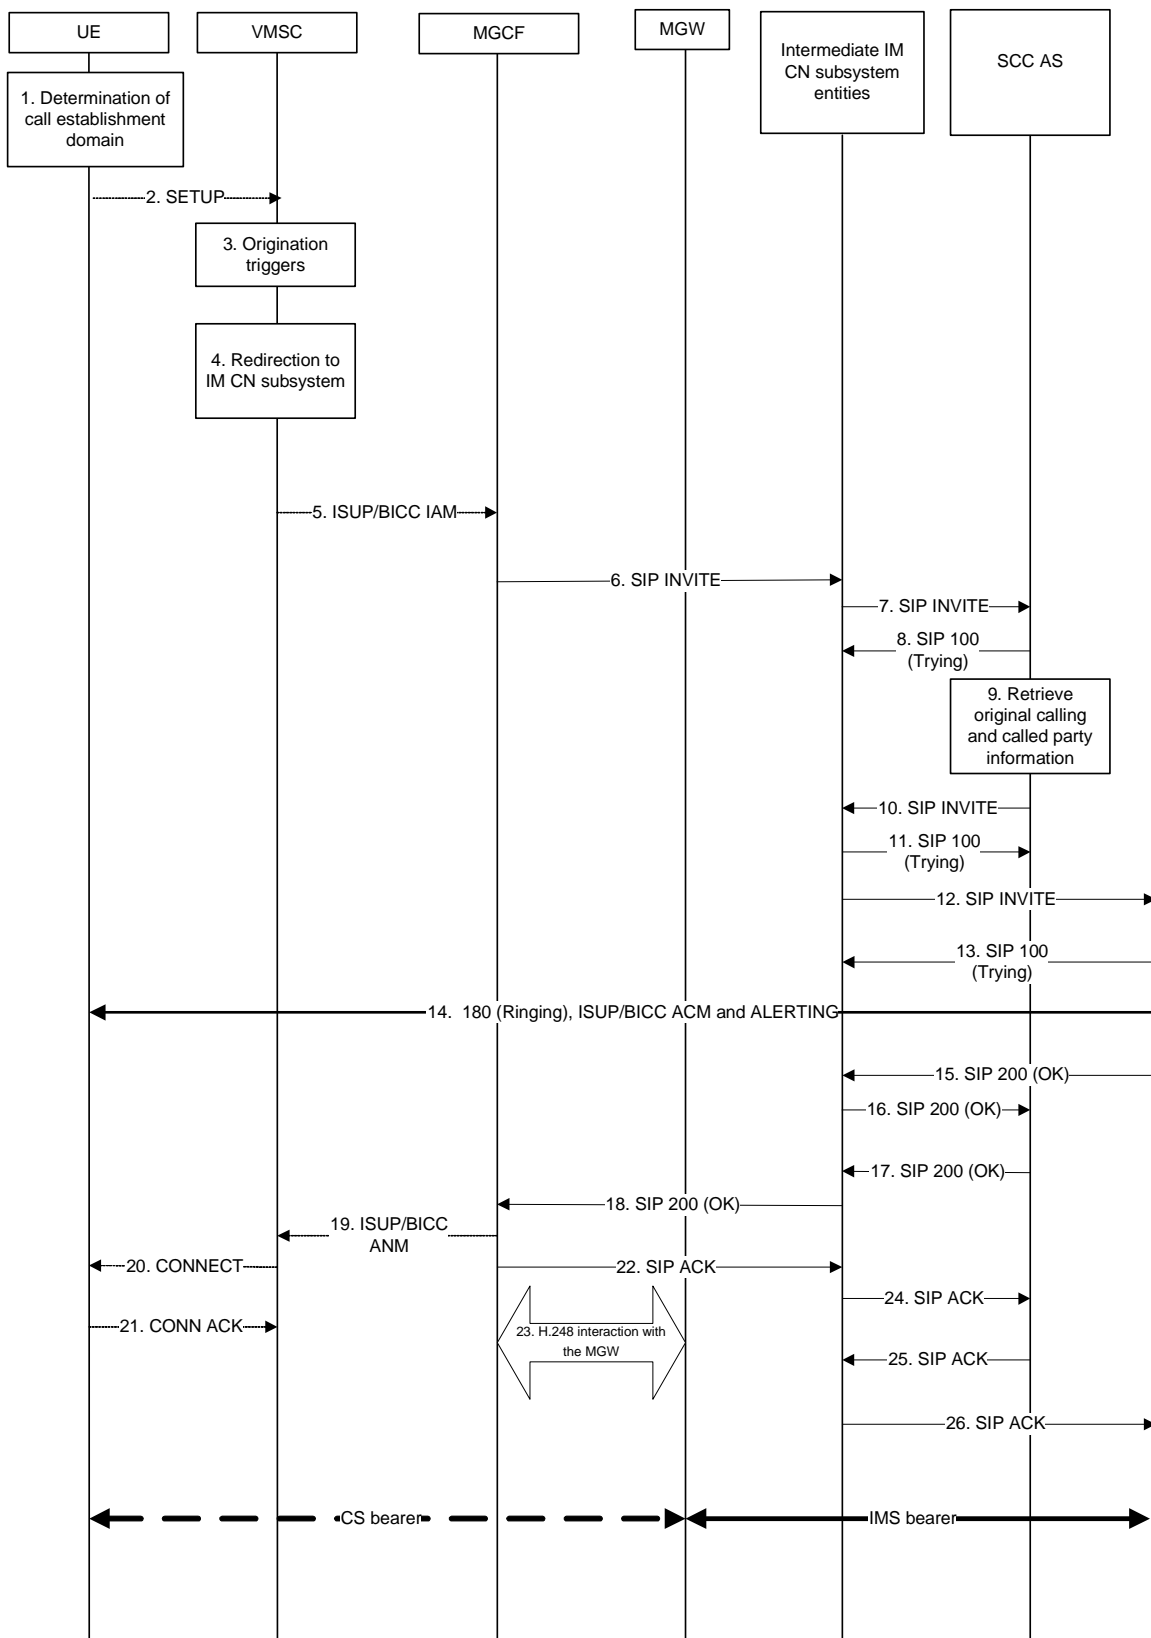 UE
VMSC
MGCF
MGW
Intermediate IM
CN subsystem
entities
SCC AS
1. Determination of
call establishment
domain
2. SETUP
3. Origination
triggers
4. Redirection to
IM CN subsystem
5. ISUP/BICC IAM
6. SIP INVITE
7. SIP INVITE
8. SIP 100
(Trying)
9. Retrieve
original calling
and called party
information
10. SIP INVITE
11. SIP 100
(Trying)
12. SIP INVITE
13. SIP 100
(Trying)
14. 180 (Ringing), ISUP/BICC ACM and ALERTING
15. SIP 200 (OK)
16. SIP 200 (OK)
17. SIP 200 (OK)
18. SIP 200 (OK)
19. ISUP/BICC
ANM
20. CONNECT
22. SIP ACK
24. SIP ACK
21. CONN ACK
23. H.248 interaction with
the MGW
25. SIP ACK
26. SIP ACK
CS bearer
IMS bearer